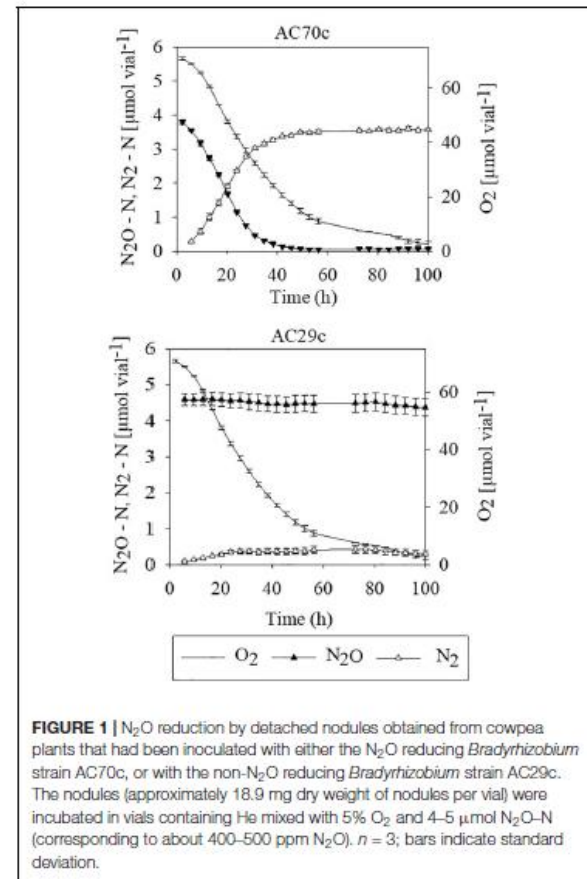 AC70c
6
5
4
3
2
1
0
N₂O - N, N₂ - N [μmol vial⁻¹]
60
40
20
0
O₂ [μmol vial⁻¹]
0 20 40 60 80 100
Time (h)
AC29c
6
5
4
3
2
1
0
N₂O - N, N₂ - N [μmol vial⁻¹]
60
40
20
0
O₂ [μmol vial⁻¹]
0 20 40 60 80 100
Time (h)
O₂ N₂O N₂
FIGURE 1 | N₂O reduction by detached nodules obtained from cowpea
plants that had been inoculated with either the N₂O reducing Bradyrhizobium
strain AC70c, or with the non-N₂O reducing Bradyrhizobium strain AC29c.
The nodules (approximately 18.9 mg dry weight of nodules per vial) were
incubated in vials containing He mixed with 5% O₂ and 4–5 μmol N₂O–N
(corresponding to about 400–500 ppm N₂O). n = 3; bars indicate standard
deviation.